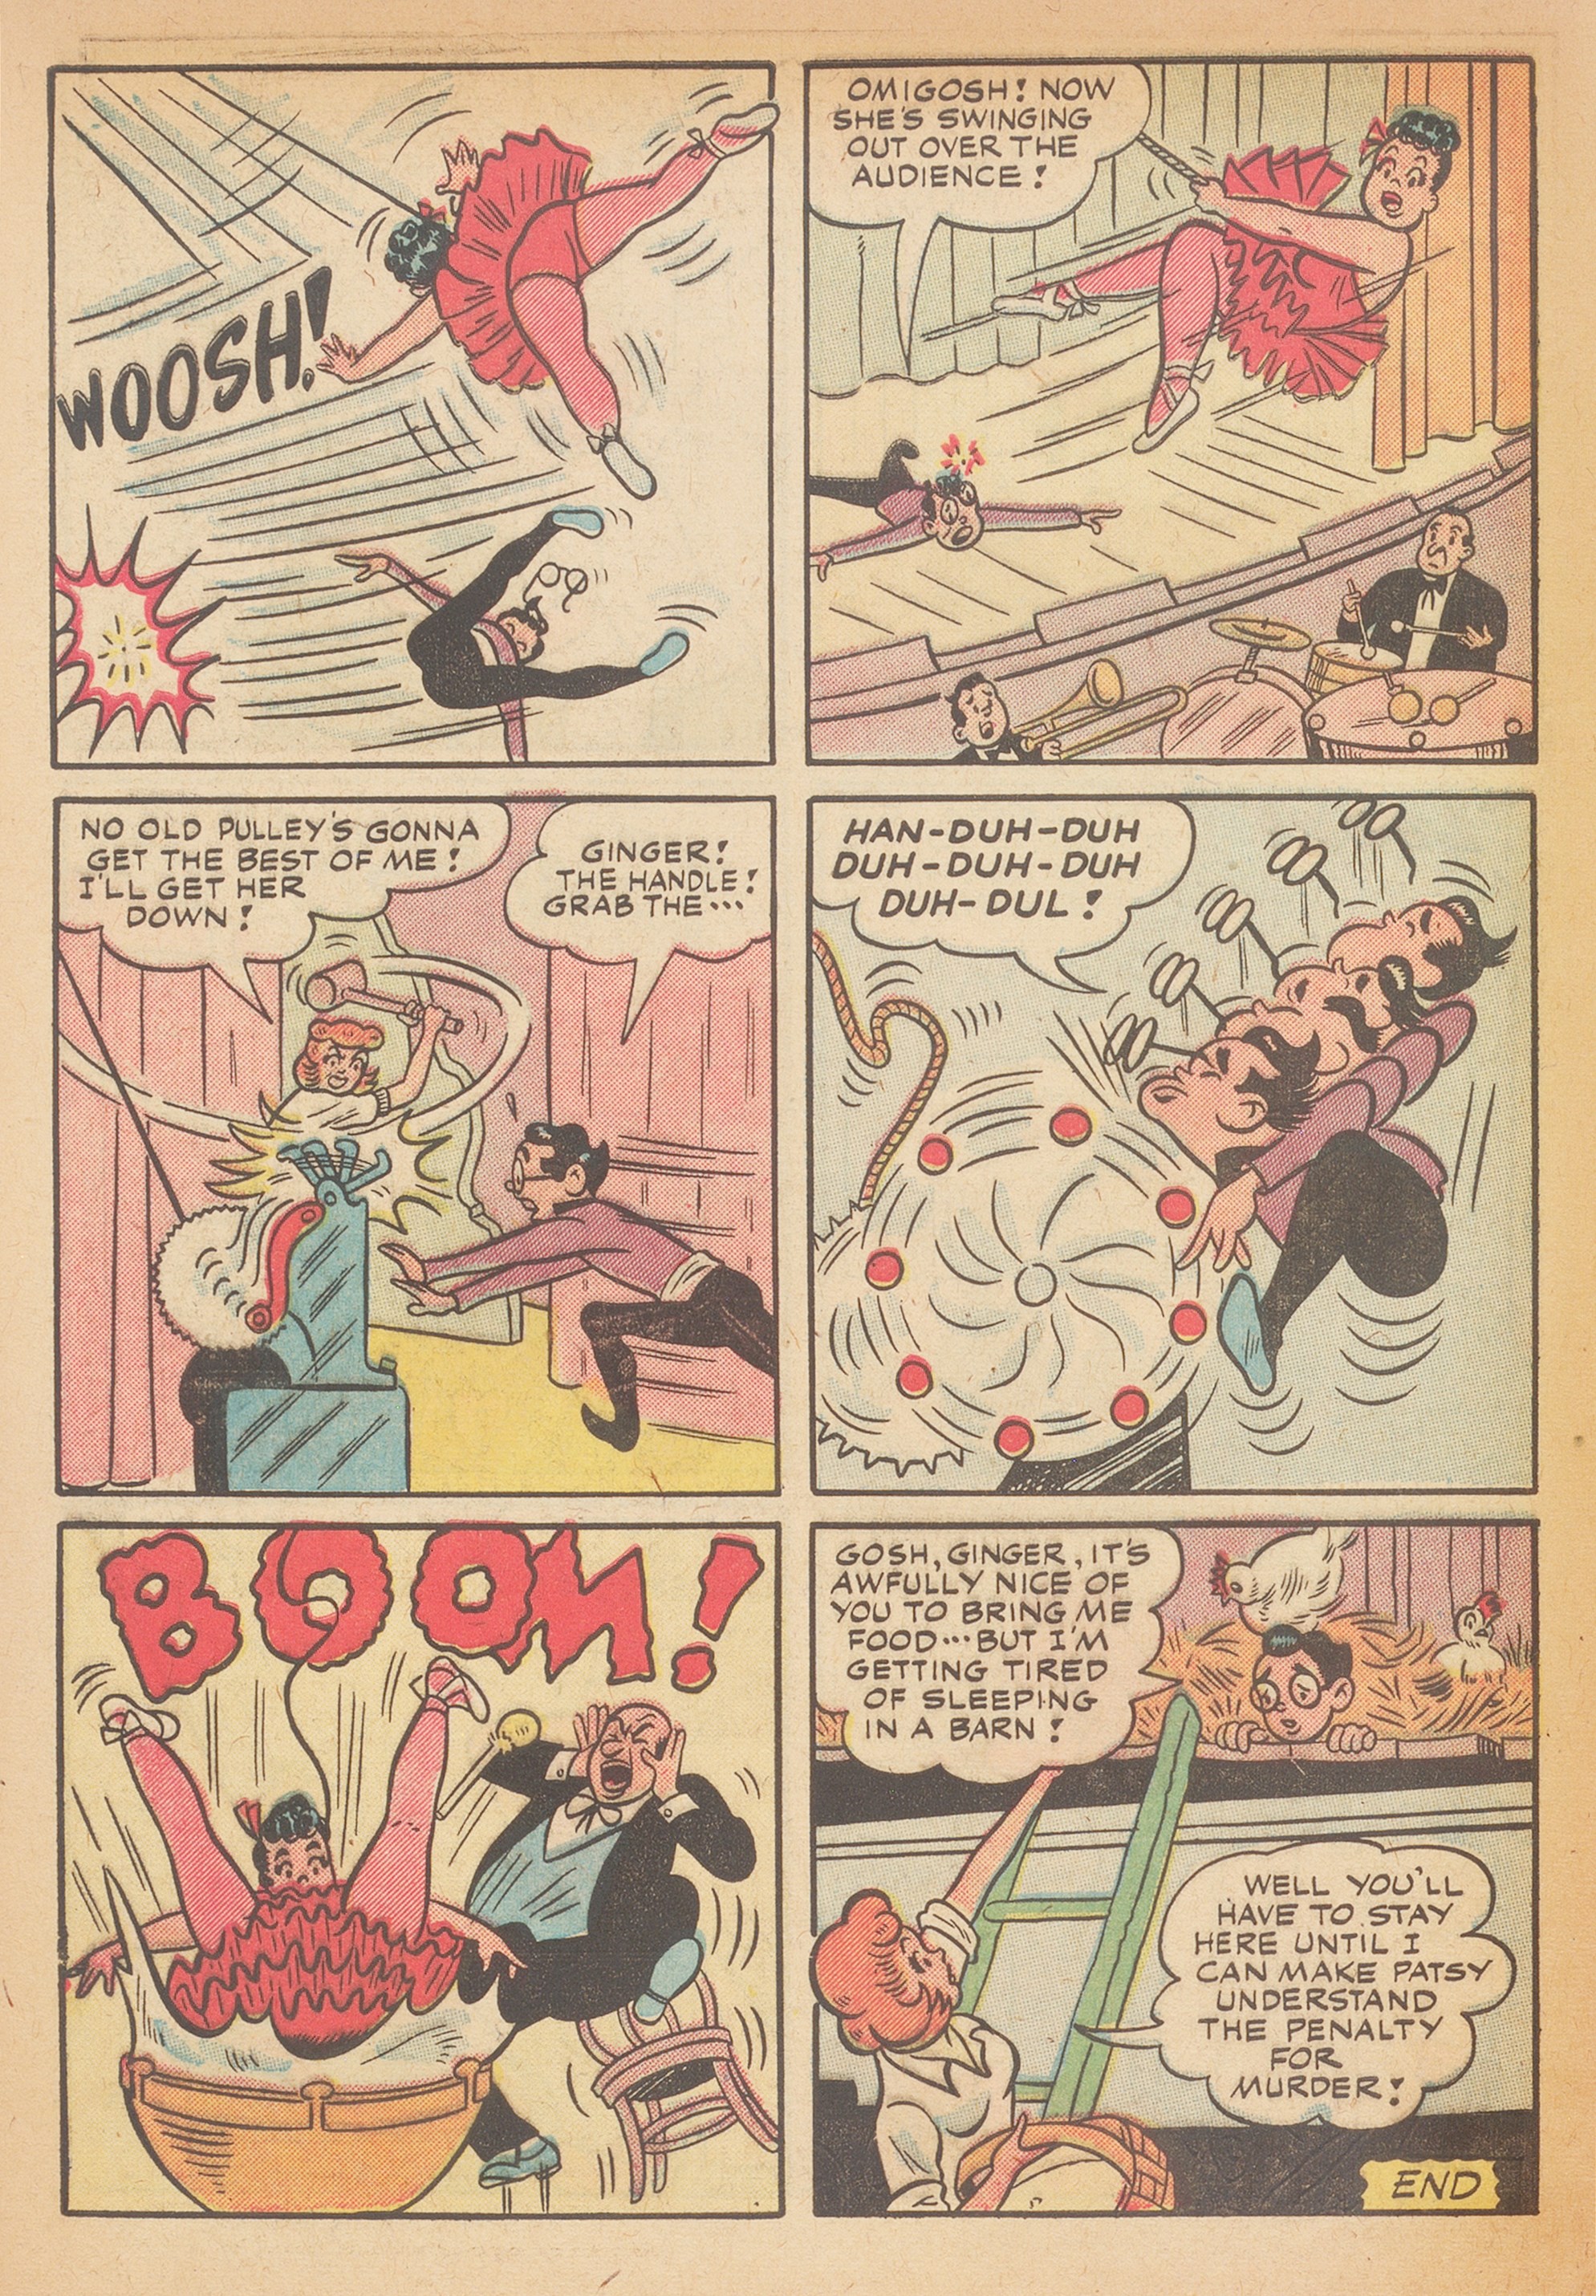 WOOSH!
OMIGOSH! NOW
SHE'S SWINGING
OUT OVER THE
AUDIENCE!
NO OLD PULLEY'S GONNA
GET THE BEST OF ME!
I'LL GET HER
DOWN!
GINGER!
THE HANDLE!
GRAB THE...
HAN-DUH-DUH
DUH-DUH-DUH
DUH-DUL!
BOOM!
GOSH, GINGER, IT'S
AWFULLY NICE OF
YOU TO BRING ME
FOOD...BUT I'M
GETTING TIRED
OF SLEEPING
IN A BARN!
WELL YOU'LL
HAVE TO STAY
HERE UNTIL I
CAN MAKE PATSY
UNDERSTAND
THE PENALTY
FOR
MURDER!
END